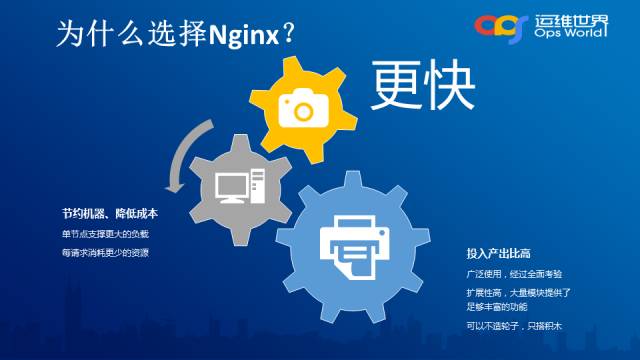 为什么选择Nginx？
运维世界
Ops World
更快
节约机器、降低成本
单节点支撑更大的负载
每请求消耗更少的资源
投入产出比高
广泛使用，经过全面考验
扩展性高，大量模块提供了
足够丰富的功能
可以不造轮子，只搭积木